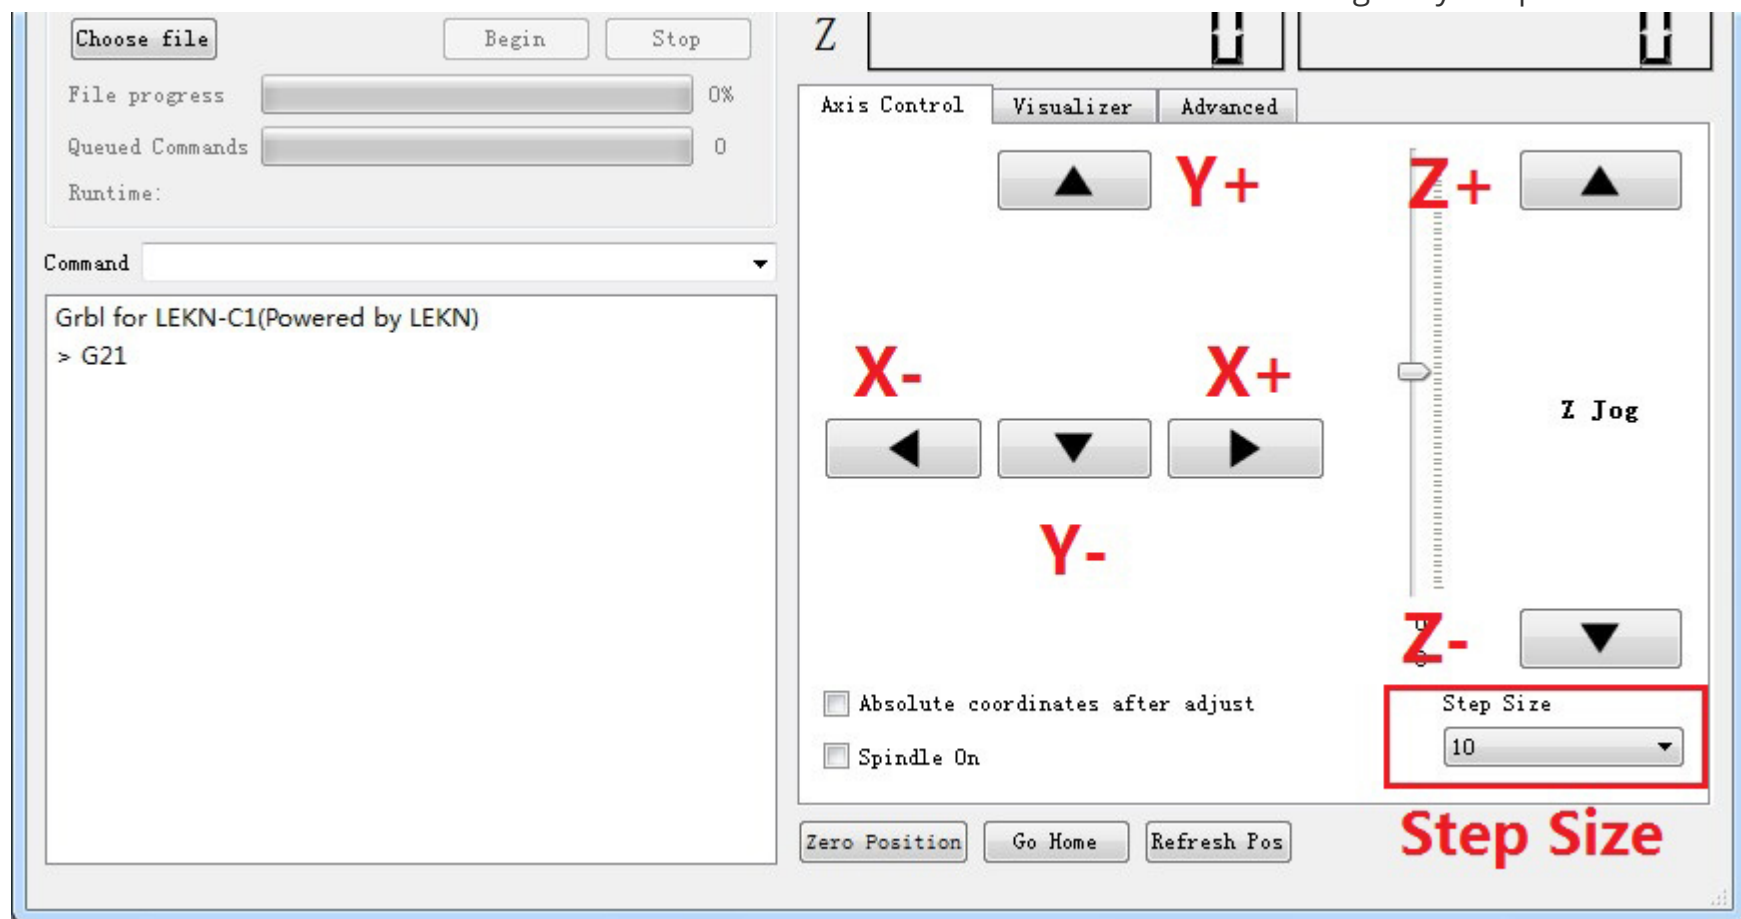 Choose file
Begin
Stop
File progress
0%
Queued Commands
0
Runtime:
Command
Grbl for LEKN-C1(Powered by LEKN)
> G21
Z
0
0
Axis Control
Visualizer
Advanced
Y+
Z+
X-
X+
Z Jog
Y-
Z-
Absolute coordinates after adjust
Spindle On
Step Size
10
Zero Position
Go Home
Refresh Pos
Step Size